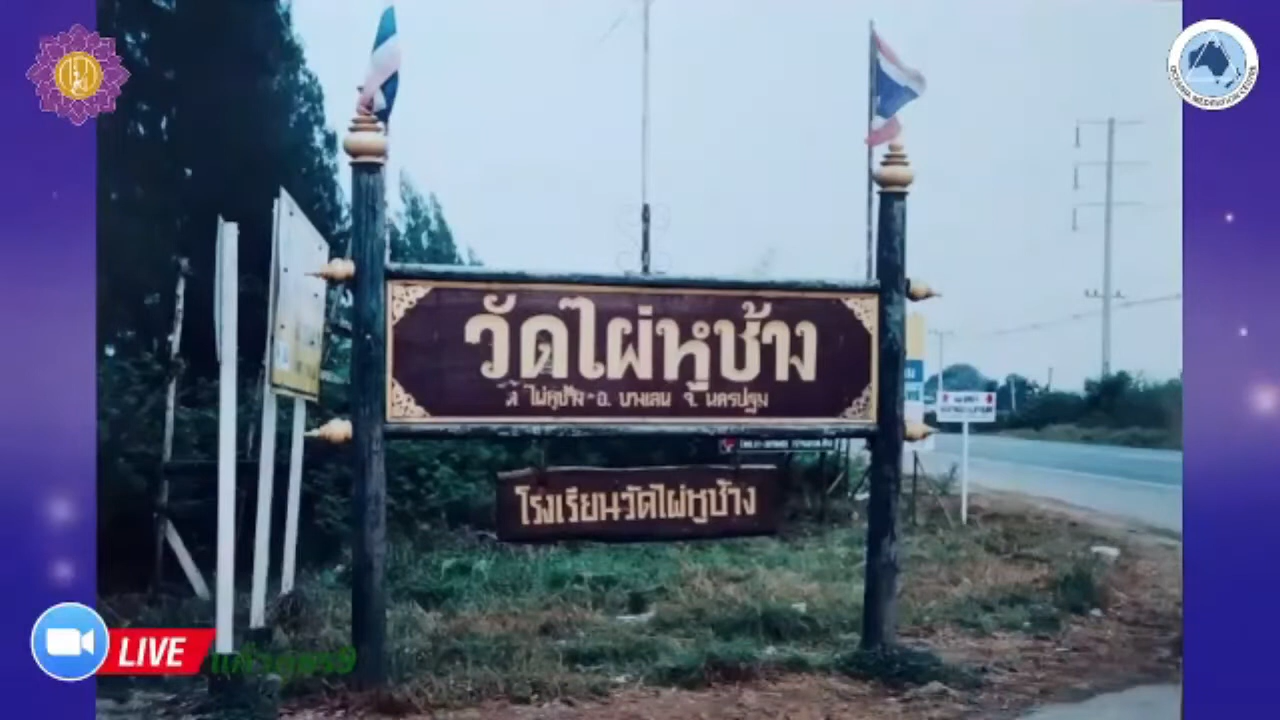 วัดไผ่หูช้าง
ต. ไผ่หูช้าง อ. บางเลน จ. นครปฐม
โรงเรียนวัดไผ่หูช้าง
LIVE